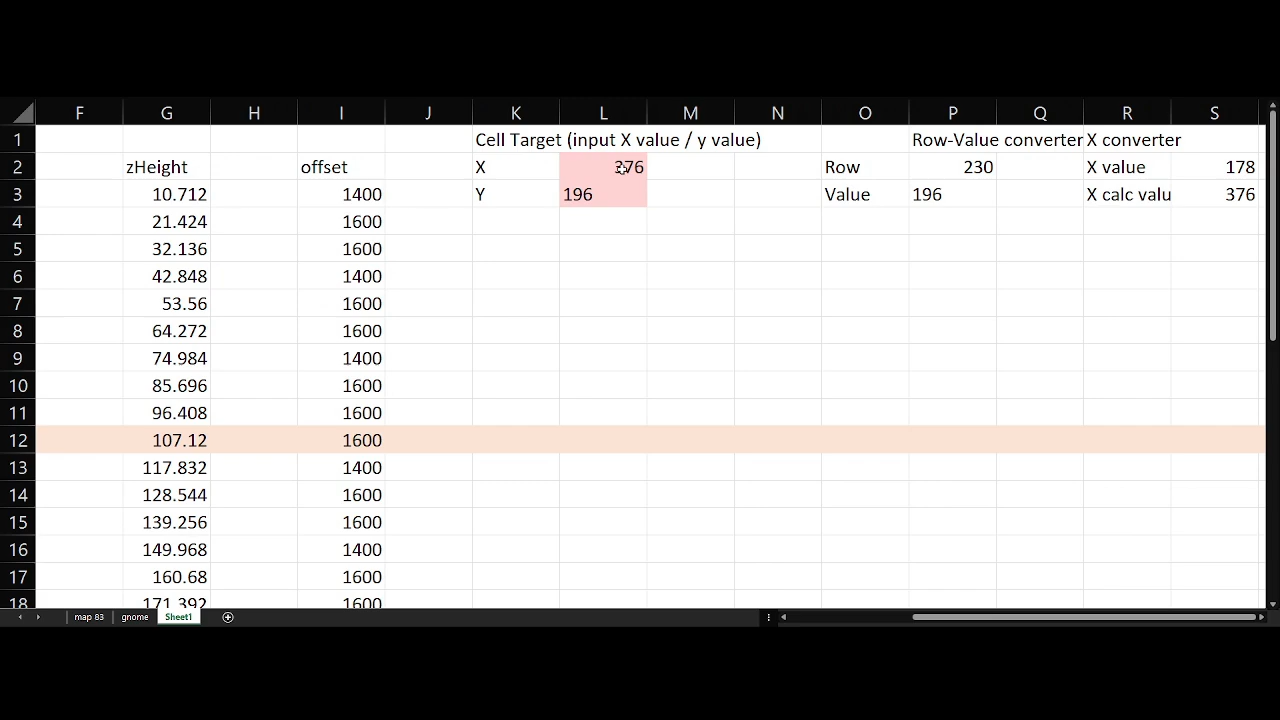 F G H I J K L M N O P Q R S
1 Cell Target (input X value / y value) Row-Value converter X converter
2 zHeight offset X 376 Row 230 X value 178
3 10.712 1400 Y 196 Value 196 X calc valu 376
4 21.424 1600
5 32.136 1600
6 42.848 1400
7 53.56 1600
8 64.272 1600
9 74.984 1400
10 85.696 1600
11 96.408 1600
12 107.12 1600
13 117.832 1400
14 128.544 1600
15 139.256 1600
16 149.968 1400
17 160.68 1600
18 171.392 1600
map 83 gnome Sheet1